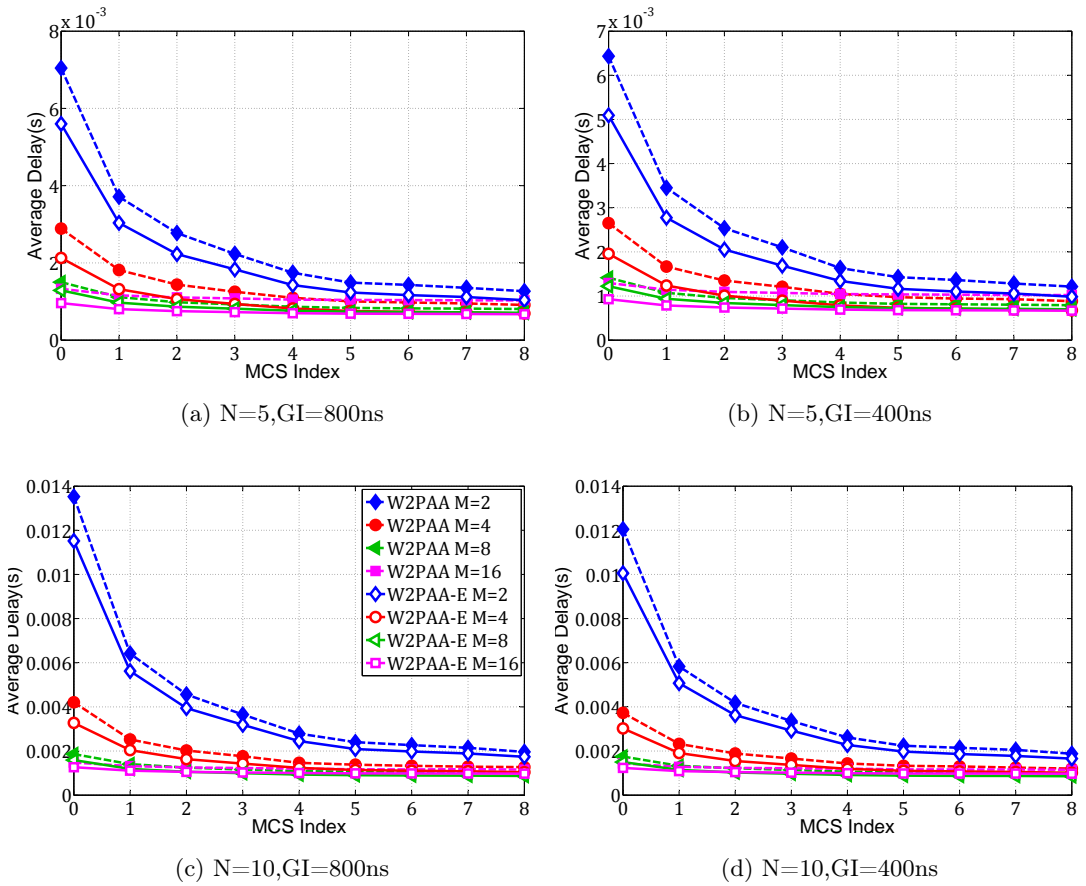 x 10⁻³
8
6
4
2
0
Average Delay(s)
0 1 2 3 4 5 6 7 8
MCS Index
(a) N=5,GI=800ns
x 10⁻³
7
6
5
4
3
2
1
0
Average Delay(s)
0 1 2 3 4 5 6 7 8
MCS Index
(b) N=5,GI=400ns
0.014
0.012
0.01
0.008
0.006
0.004
0.002
0
Average Delay(s)
W2PAA M=2
W2PAA M=4
W2PAA M=8
W2PAA M=16
W2PAA-E M=2
W2PAA-E M=4
W2PAA-E M=8
W2PAA-E M=16
0 1 2 3 4 5 6 7 8
MCS Index
(c) N=10,GI=800ns
0.014
0.012
0.01
0.008
0.006
0.004
0.002
0
Average Delay(s)
0 1 2 3 4 5 6 7 8
MCS Index
(d) N=10,GI=400ns